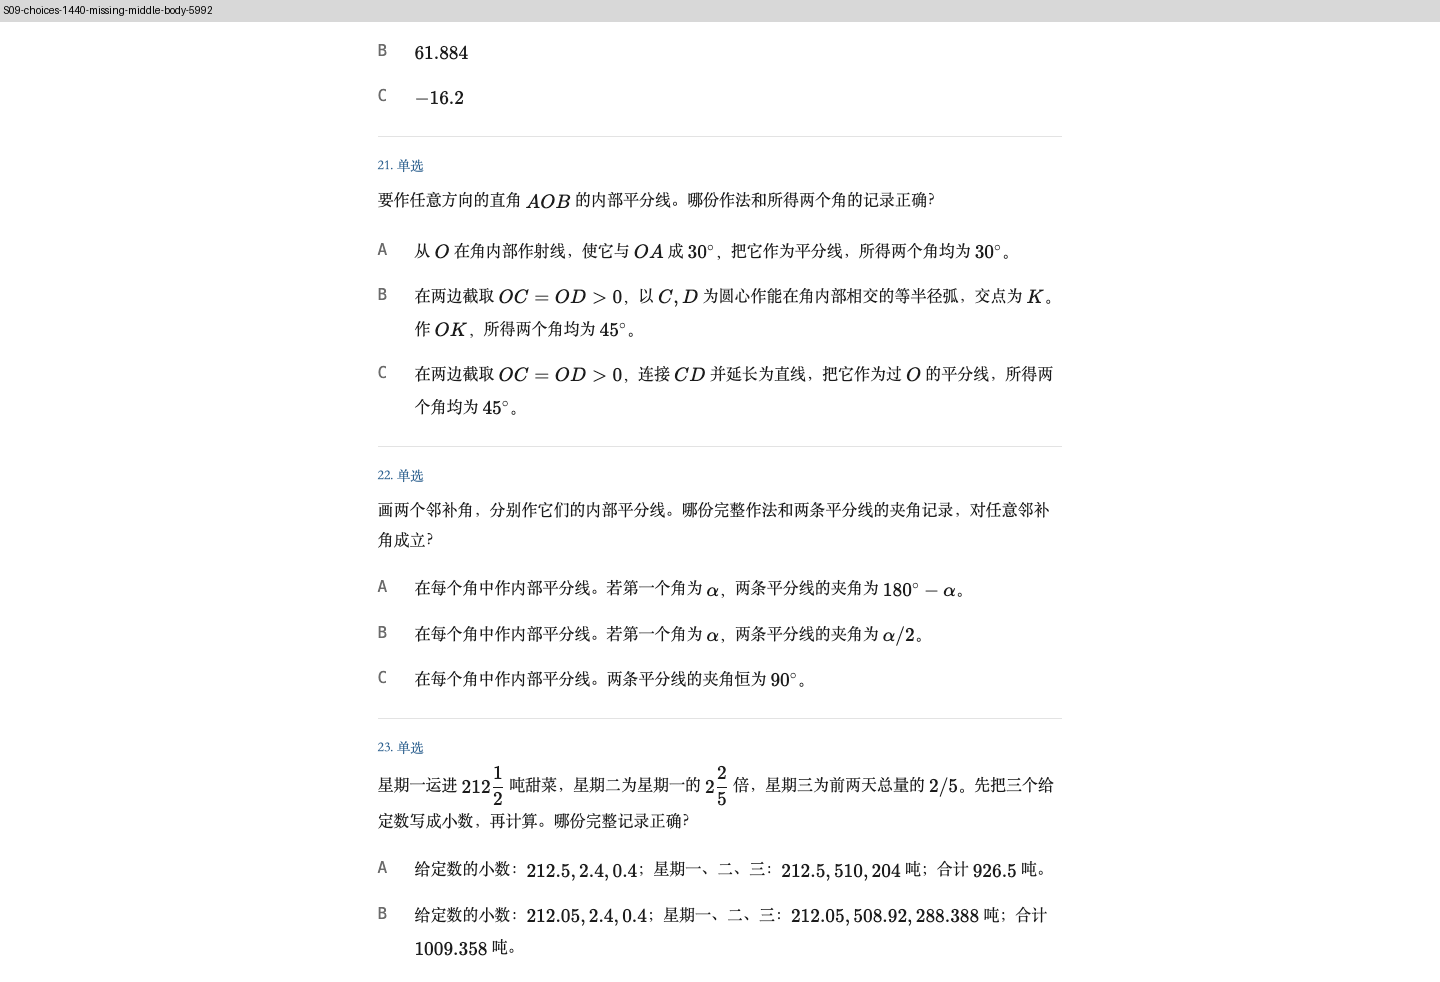 S09-choices-1440-missing-middle-body-5992
B 61.884
C −16.2
21. 单选
要作任意方向的直角 AOB 的内部平分线。哪份作法和所得两个角的记录正确?
A 从 O 在角内部作射线，使它与 OA 成 30°，把它作为平分线，所得两个角均为 30°。
B 在两边截取 OC = OD > 0，以 C, D 为圆心作能在角内部相交的等半径弧，交点为 K。
作 OK，所得两个角均为 45°。
C 在两边截取 OC = OD > 0，连接 CD 并延长为直线，把它作为过 O 的平分线，所得两
个角均为 45°。
22. 单选
画两个邻补角，分别作它们的内部平分线。哪份完整作法和两条平分线的夹角记录，对任意邻补
角成立?
A 在每个角中作内部平分线。若第一个角为 α，两条平分线的夹角为 180° − α。
B 在每个角中作内部平分线。若第一个角为 α，两条平分线的夹角为 α/2。
C 在每个角中作内部平分线。两条平分线的夹角恒为 90°。
23. 单选
星期一运进 212 1/2 吨甜菜，星期二为星期一的 2 2/5 倍，星期三为前两天总量的 2/5。先把三个给
定数写成小数，再计算。哪份完整记录正确?
A 给定数的小数：212.5, 2.4, 0.4；星期一、二、三：212.5, 510, 204 吨；合计 926.5 吨。
B 给定数的小数：212.05, 2.4, 0.4；星期一、二、三：212.05, 508.92, 288.388 吨；合计
1009.358 吨。